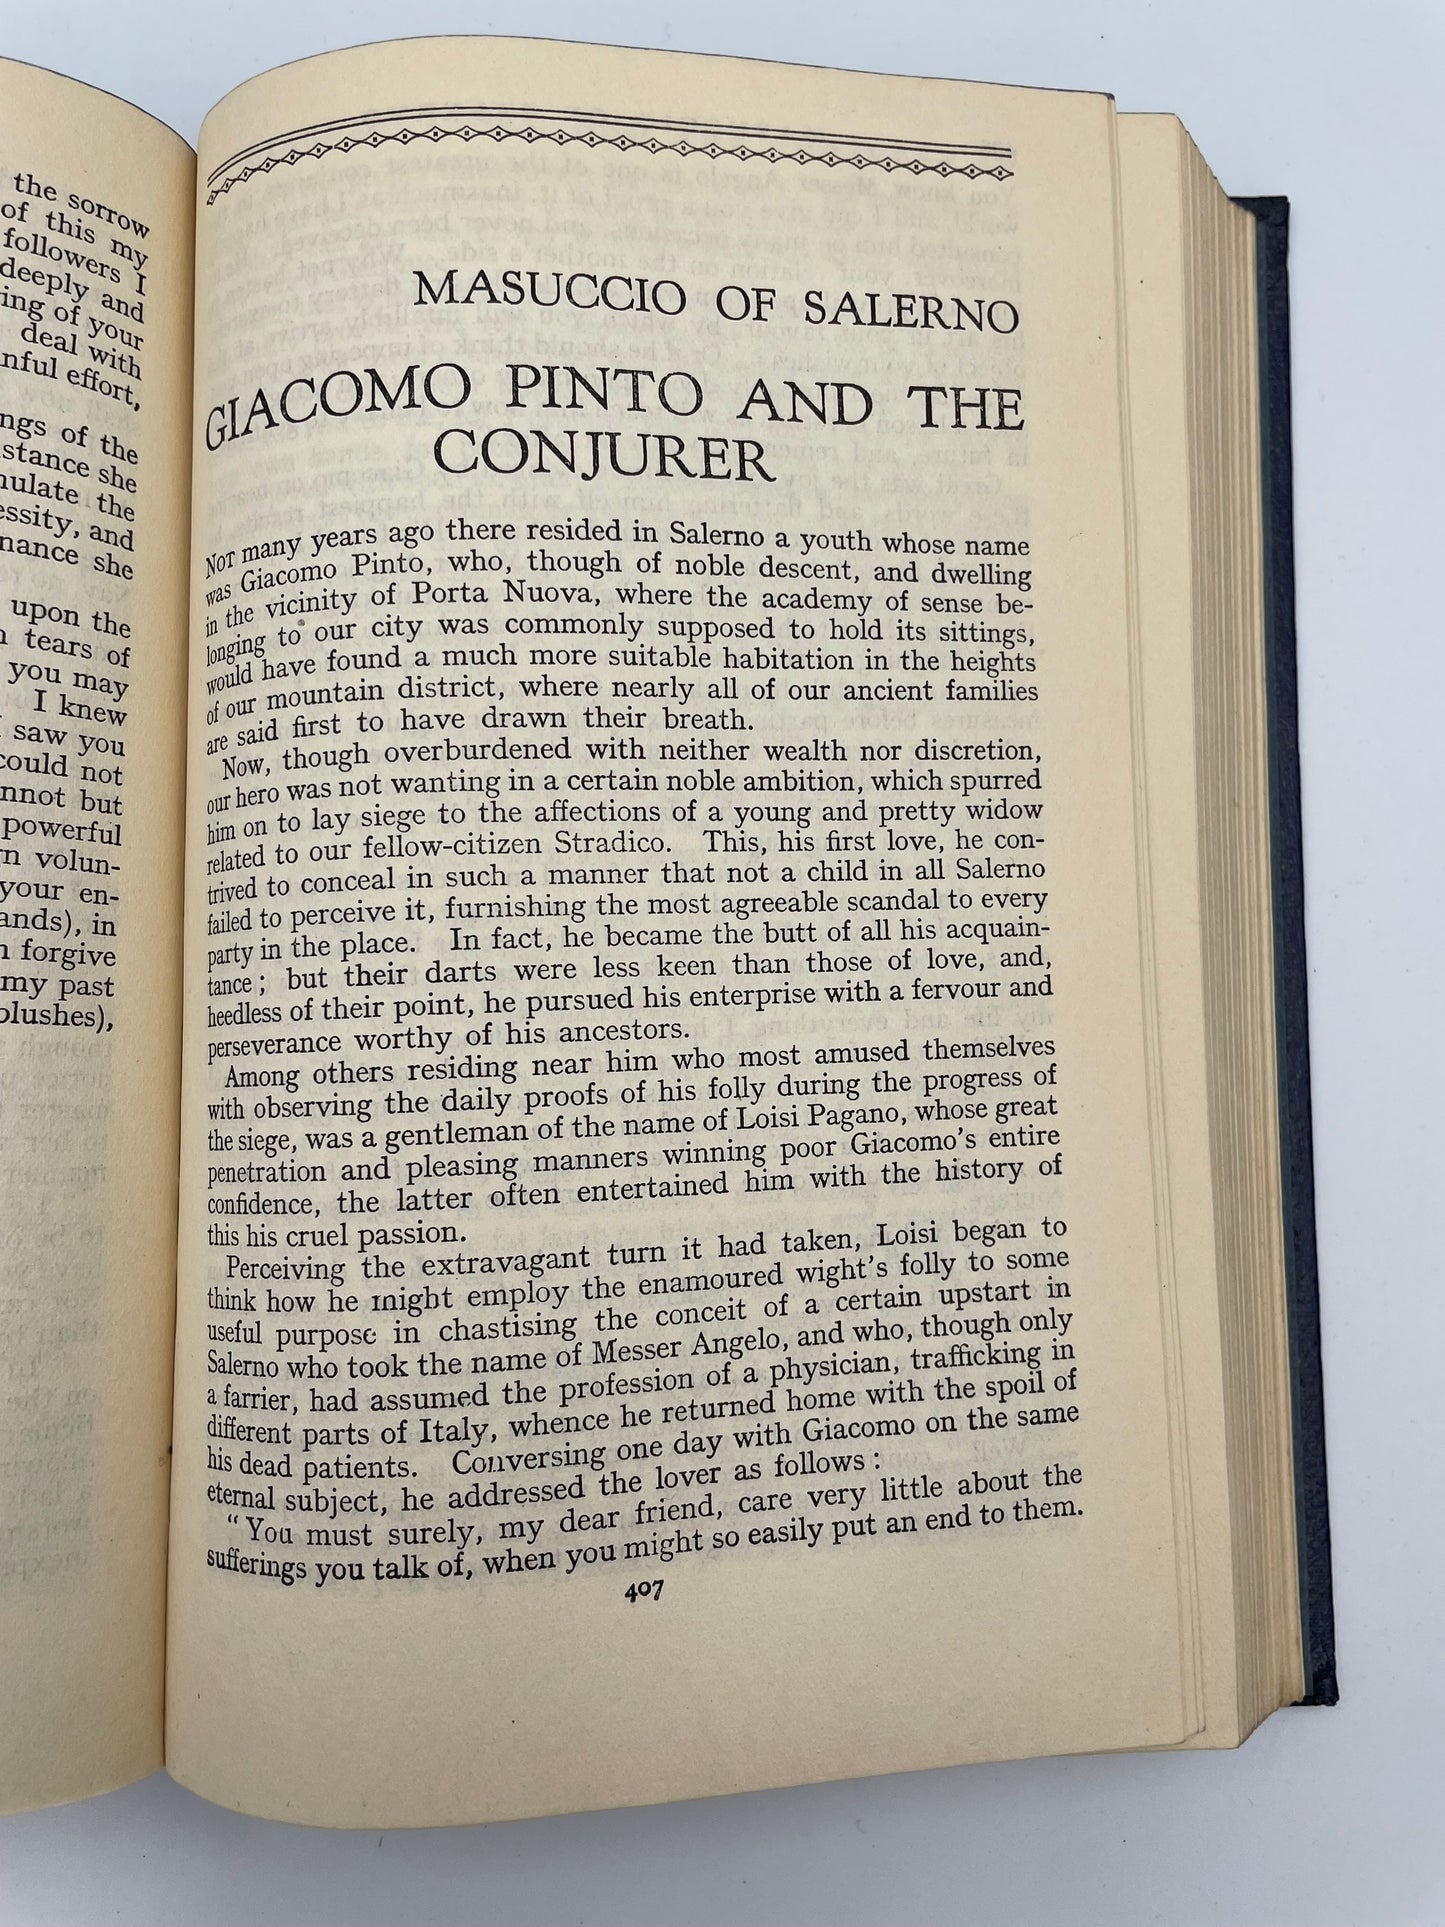 the sorrow
of this my
followers I
deeply and
ing of your
deal with
nful effort,
ngs of the
stance she
nulate the
essity, and
nance she
upon the
tears of
you may
I knew
saw you
could not
nnot but
powerful
n volun-
your en-
ands), in
forgive
my past
blushes),
MASUCCIO OF SALERNO
GIACOMO PINTO AND THE
CONJURER
NOT many years ago there resided in Salerno a youth whose name
was Giacomo Pinto, who, though of noble descent, and dwelling
in the vicinity of Porta Nuova, where the academy of sense be-
longing to our city was commonly supposed to hold its sittings,
would have found a much more suitable habitation in the heights
of our mountain district, where nearly all of our ancient families
are said first to have drawn their breath.
Now, though overburdened with neither wealth nor discretion,
our hero was not wanting in a certain noble ambition, which spurred
him on to lay siege to the affections of a young and pretty widow
related to our fellow-citizen Stradico. This, his first love, he con-
trived to conceal in such a manner that not a child in all Salerno
failed to perceive it, furnishing the most agreeable scandal to every
party in the place. In fact, he became the butt of all his acquain-
tance; but their darts were less keen than those of love, and,
heedless of their point, he pursued his enterprise with a fervour and
perseverance worthy of his ancestors.
Among others residing near him who most amused themselves
with observing the daily proofs of his folly during the progress of
the siege, was a gentleman of the name of Loisi Pagano, whose great
penetration and pleasing manners winning poor Giacomo's entire
confidence, the latter often entertained him with the history of
this his cruel passion.
Perceiving the extravagant turn it had taken, Loisi began to
think how he might employ the enamoured wight's folly to some
useful purpose in chastising the conceit of a certain upstart in
Salerno who took the name of Messer Angelo, and who, though only
a farrier, had assumed the profession of a physician, trafficking in
different parts of Italy, whence he returned home with the spoil of
his dead patients. Conversing one day with Giacomo on the same
eternal subject, he addressed the lover as follows:
"You must surely, my dear friend, care very little about the
sufferings you talk of, when you might so easily put an end to them.
407